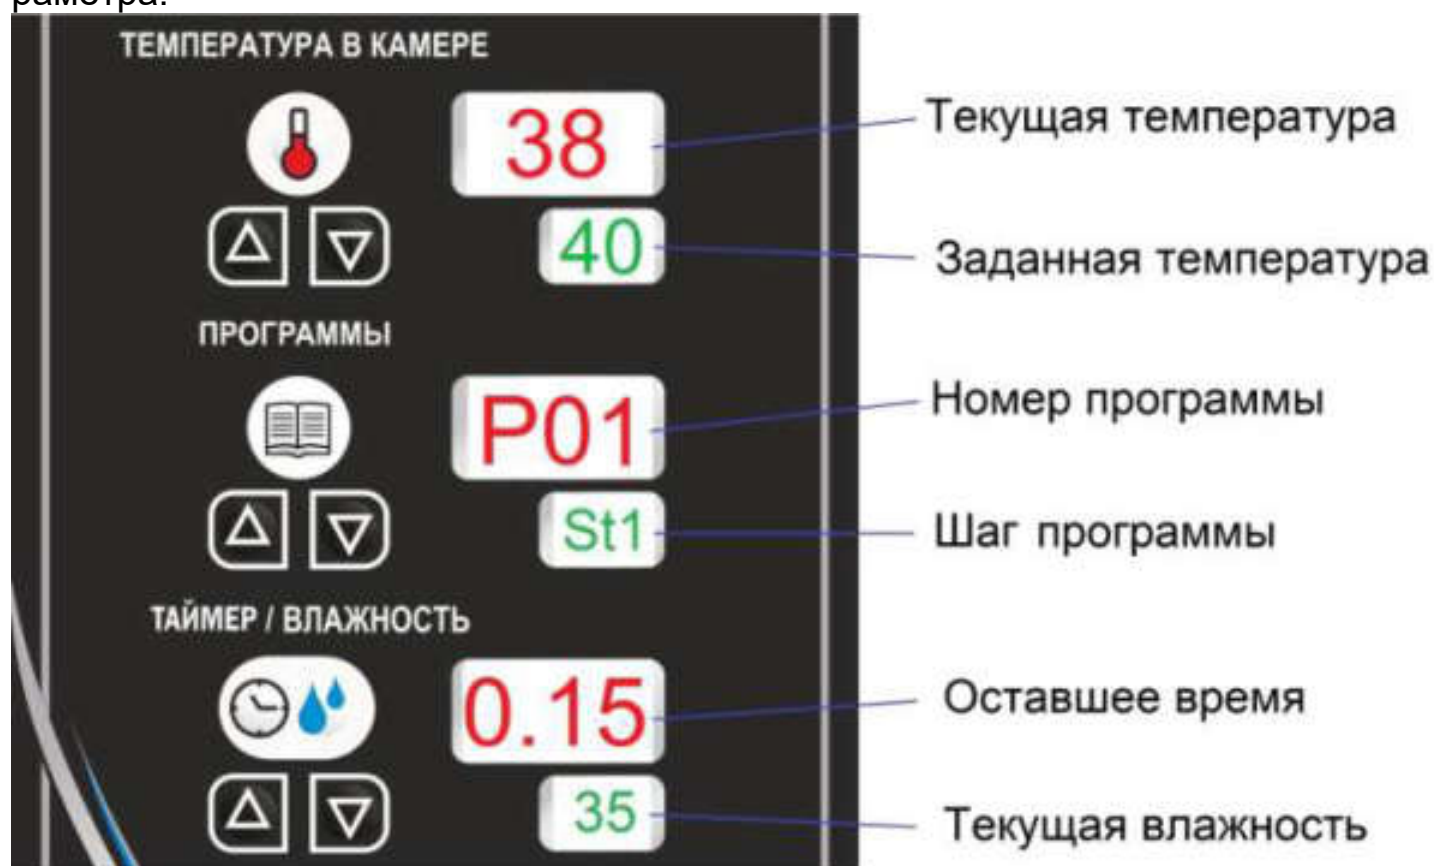 раметра.
ТЕМПЕРАТУРА В КАМЕРЕ
38
Текущая температура
40
Заданная температура
ПРОГРАММЫ
P01
Номер программы
St1
Шаг программы
ТАЙМЕР / ВЛАЖНОСТЬ
0.15
Оставшее время
35
Текущая влажность